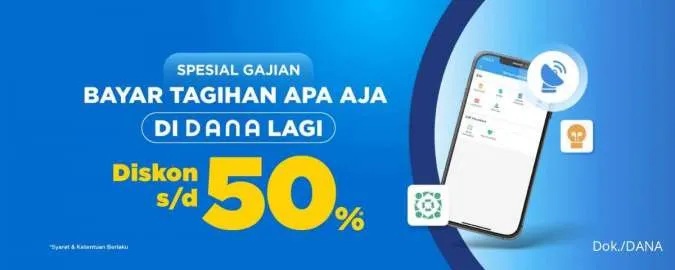 SPESIAL GAJIAN
BAYAR TAGIHAN APA AJA
DI DANA LAGI
Diskon
s/d
50%
*Syarat & Ketentuan Berlaku
Dok./DANA